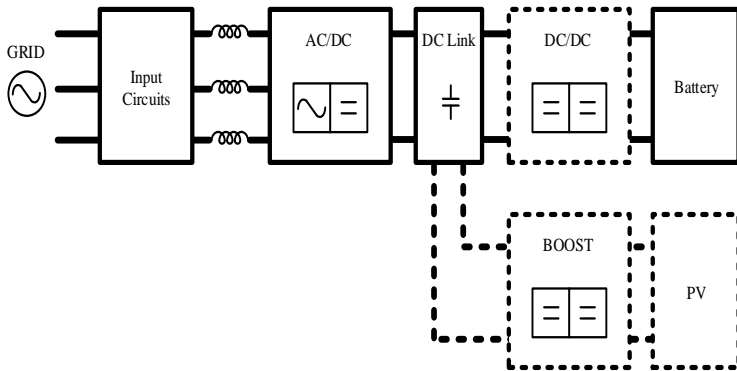 GRID
Input
Circuits
AC/DC
DC Link
DC/DC
Battery
BOOST
PV